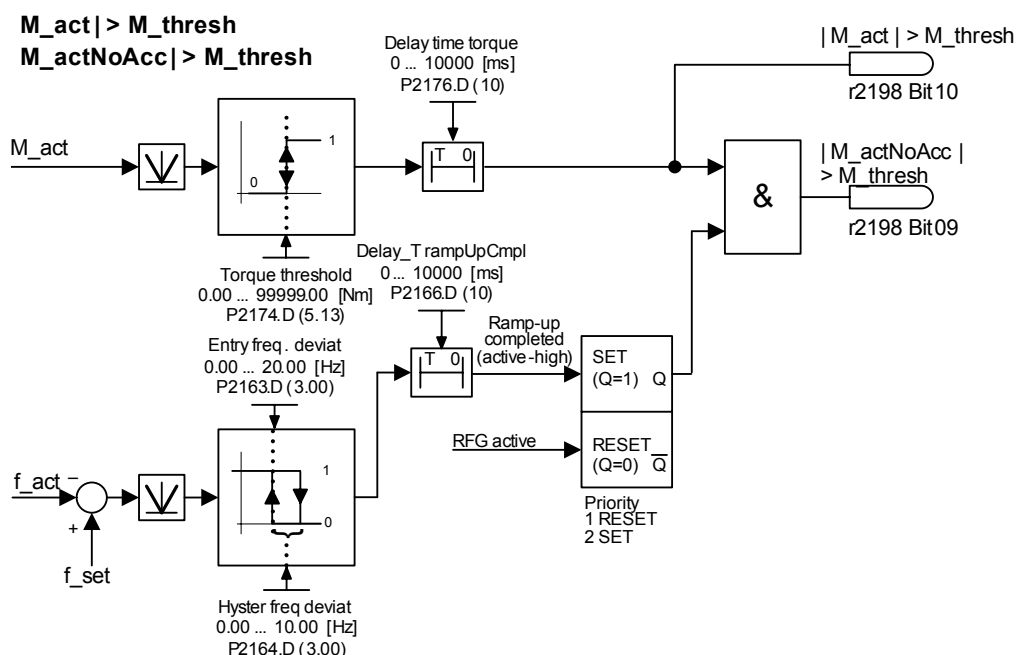 M_act | > M_thresh
M_actNoAcc | > M_thresh
Delay time torque
0 ... 10000 [ms]
P2176.D (10)
| M_act | > M_thresh
r2198 Bit10
M_act
1
0
T 0
&
| M_actNoAcc |
> M_thresh
r2198 Bit09
Torque threshold
0.00 ... 99999.00 [Nm]
P2174.D (5.13)
Delay_T rampUpCmpl
0 ... 10000 [ms]
P2166.D (10)
Entry freq . deviat
0.00 ... 20.00 [Hz]
P2163.D (3.00)
T 0
Ramp-up
completed
(active -high)
SET
(Q=1) Q
RFG active
RESET
(Q=0) Q
Priority
1 RESET
2 SET
f_act
−
+
f_set
1
0
Hyster freq deviat
0.00 ... 10.00 [Hz]
P2164.D (3.00)